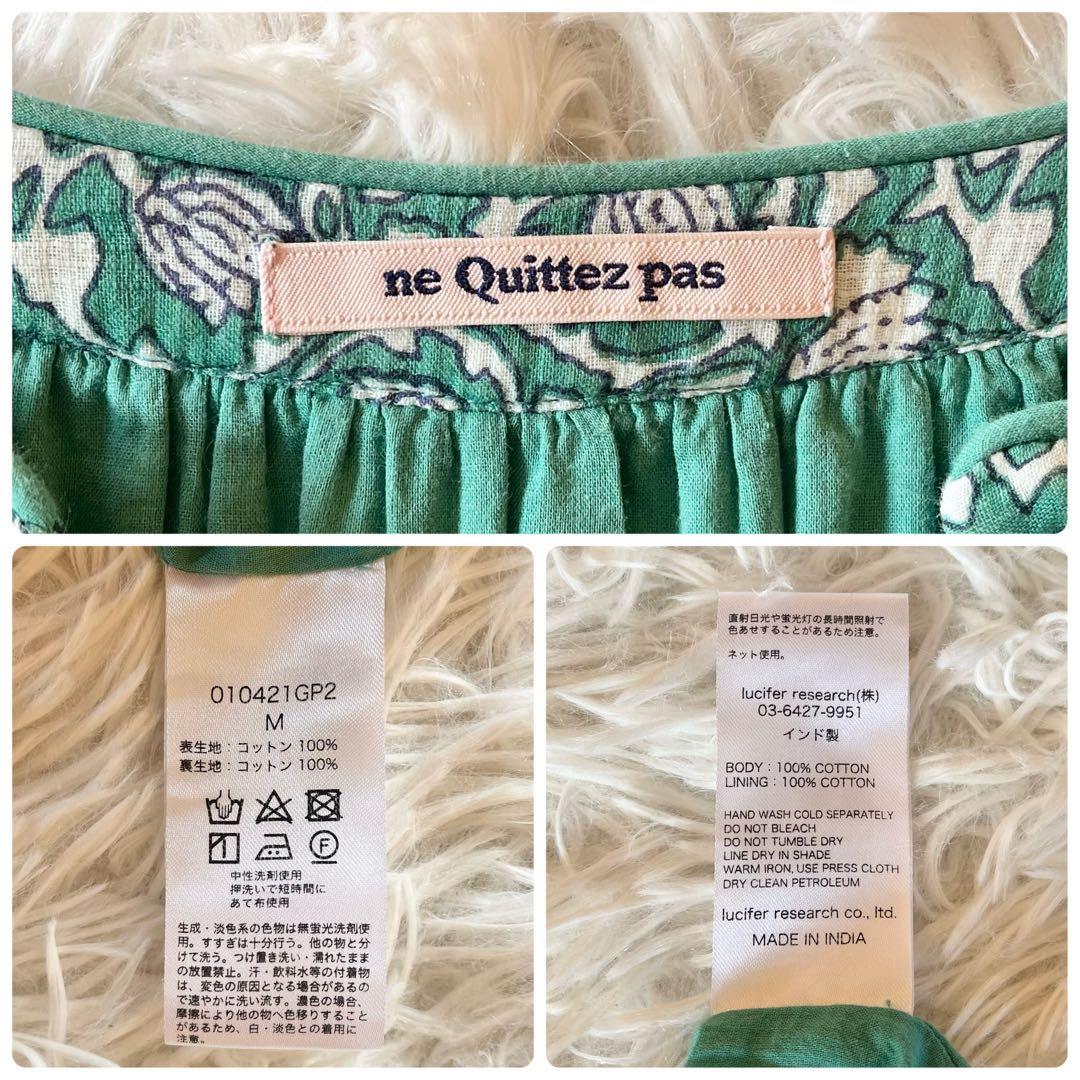 ne Quittez pas
010421GP2
M
表生地：コットン 100%
裏生地：コットン 100%
中性洗剤使用
押洗いで短時間に
あて布使用
生成・淡色系の色物は無蛍光洗剤使
用。すすぎは十分行う。他の物と分
けて洗う。つけ置き洗い・濡れたまま
の放置禁止。汗・飲料水等の付着物
は、変色の原因となる場合があるの
で速やかに洗い流す。濃色の場合、
摩擦により他の物へ色移りすることが
あるため、白・淡色との着用に
注意。
直射日光や蛍光灯の長時間照射で
色あせすることがあるため注意。
ネット使用。
lucifer research(株)
03-6427-9951
インド製
BODY : 100% COTTON
LINING : 100% COTTON
HAND WASH COLD SEPARATELY
DO NOT BLEACH
DO NOT TUMBLE DRY
LINE DRY IN SHADE
WARM IRON, USE PRESS CLOTH
DRY CLEAN PETROLEUM
lucifer research co., ltd.
MADE IN INDIA